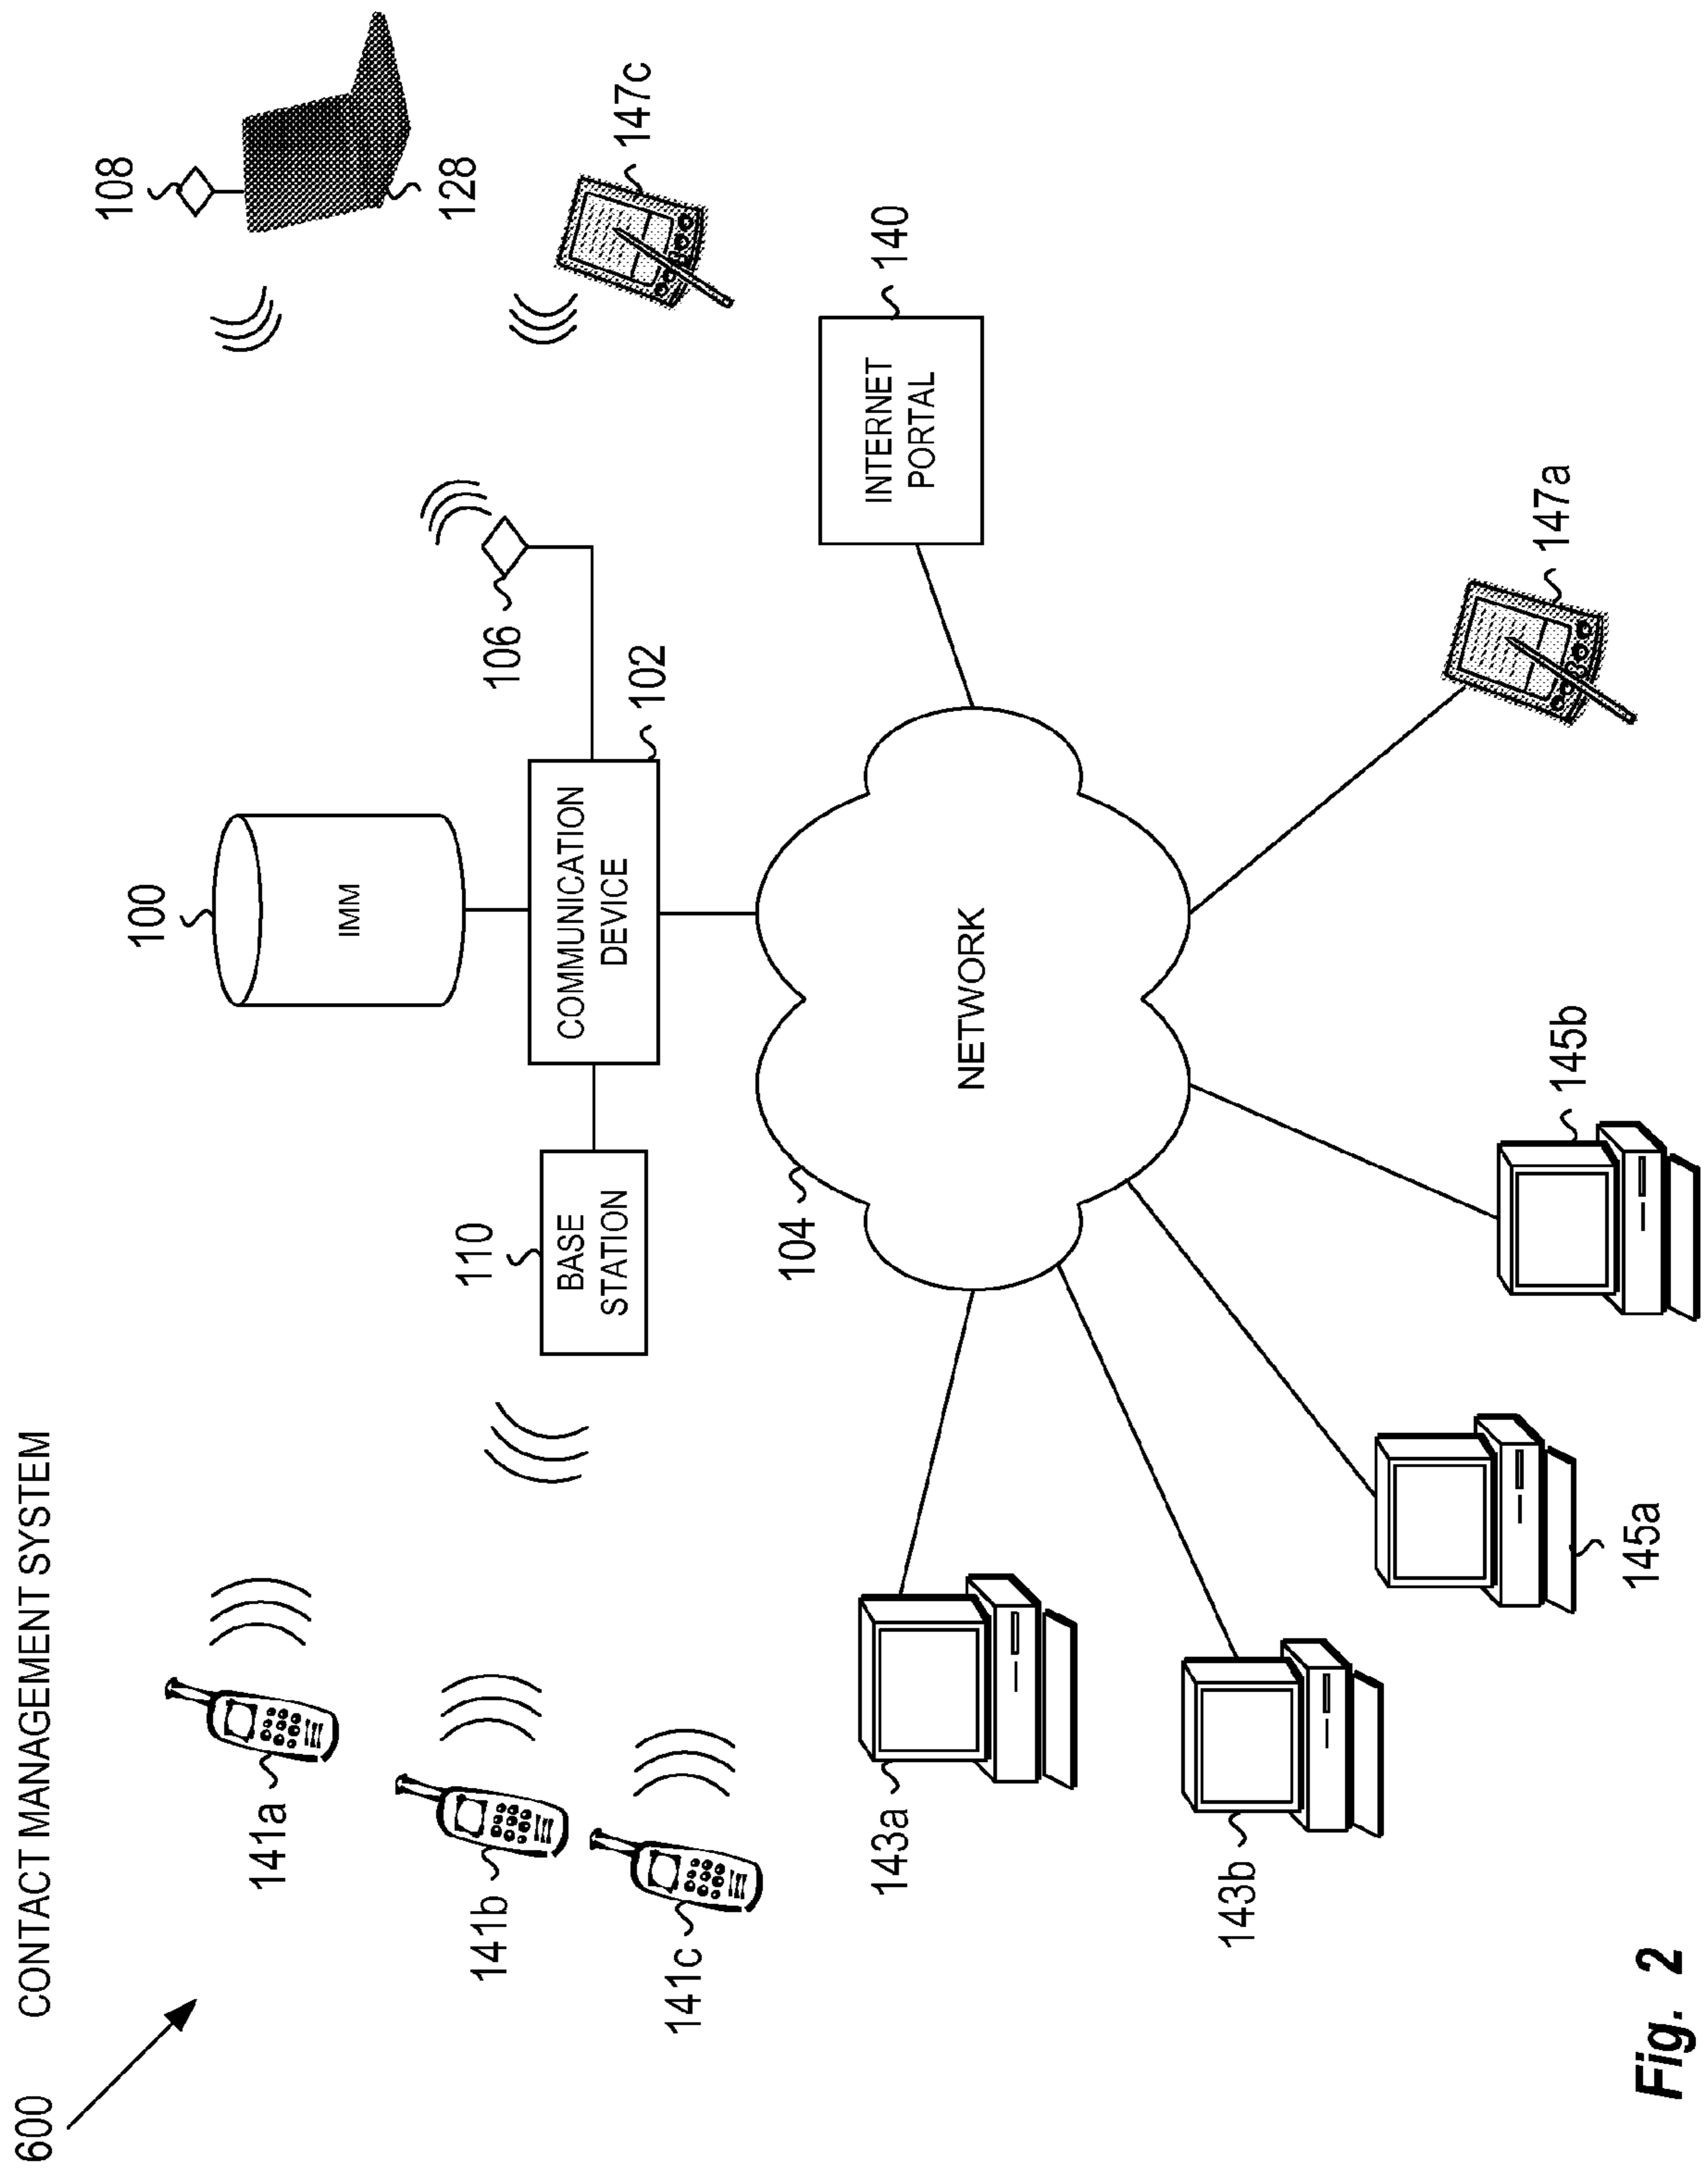 600 CONTACT MANAGEMENT SYSTEM
108
128
147c
100
IMM
106
102
COMMUNICATION
DEVICE
110
BASE
STATION
140
INTERNET
PORTAL
141a
141b
141c
104
NETWORK
143a
143b
145a
145b
147a
Fig. 2